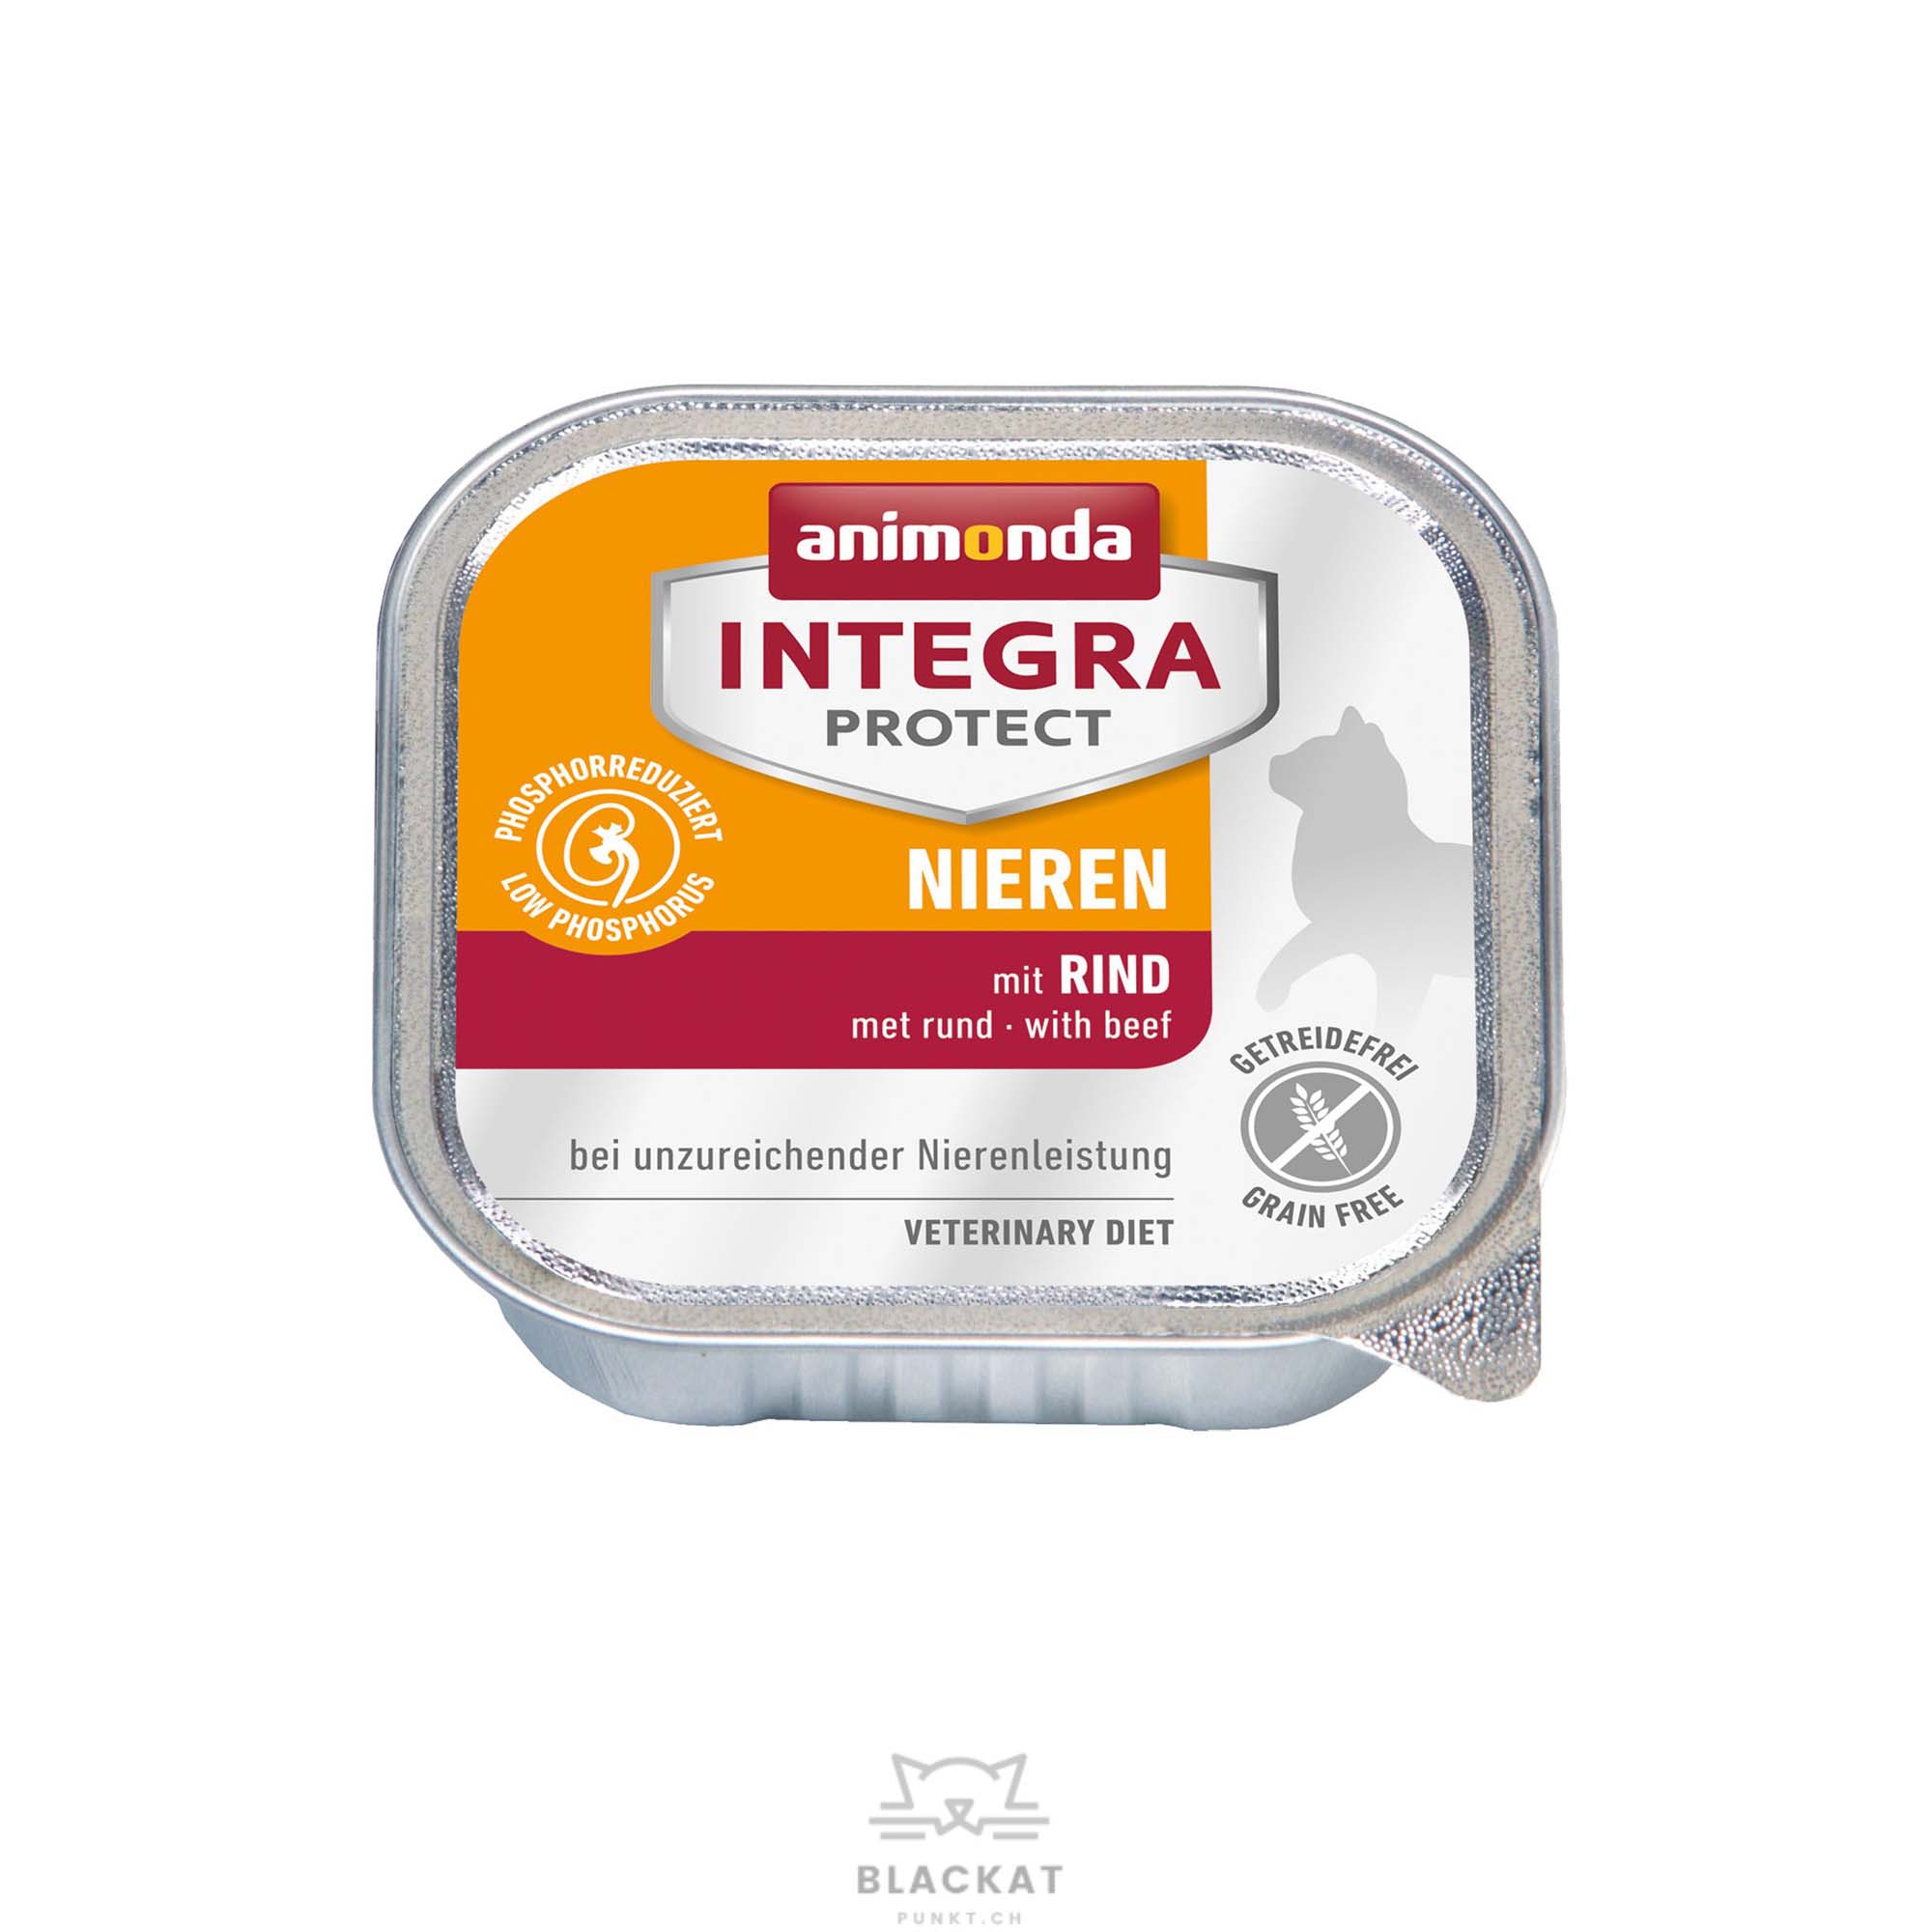 animonda
INTEGRA
PROTECT
PHOSPHORREDUZIERT
LOW PHOSPHORUS
NIEREN
mit RIND
met rund · with beef
GETREIDEFREI
GRAIN FREE
bei unzureichender Nierenleistung
VETERINARY DIET
BLACKAT
PUNKT.CH